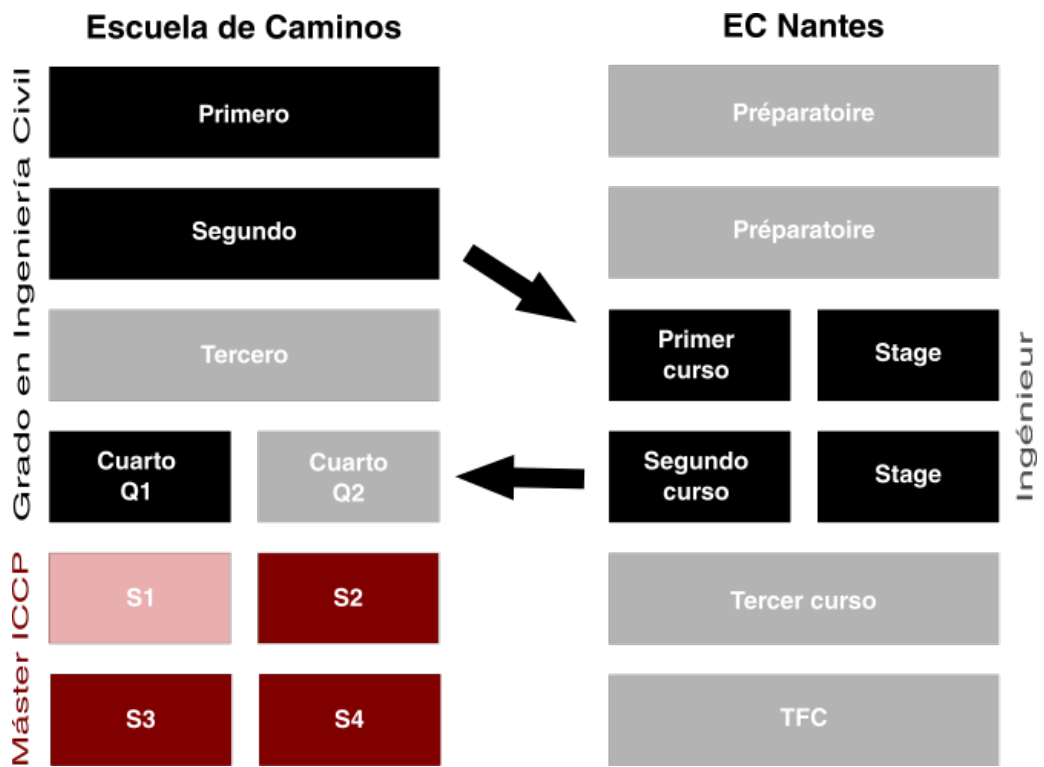 Escuela de Caminos
EC Nantes
Grado en Ingeniería Civil
Primero
Préparatoire
Segundo
Préparatoire
Tercero
Primer
curso
Stage
Ingénieur
Cuarto
Q1
Cuarto
Q2
Segundo
curso
Stage
Máster ICCP
S1
S2
Tercer curso
S3
S4
TFC